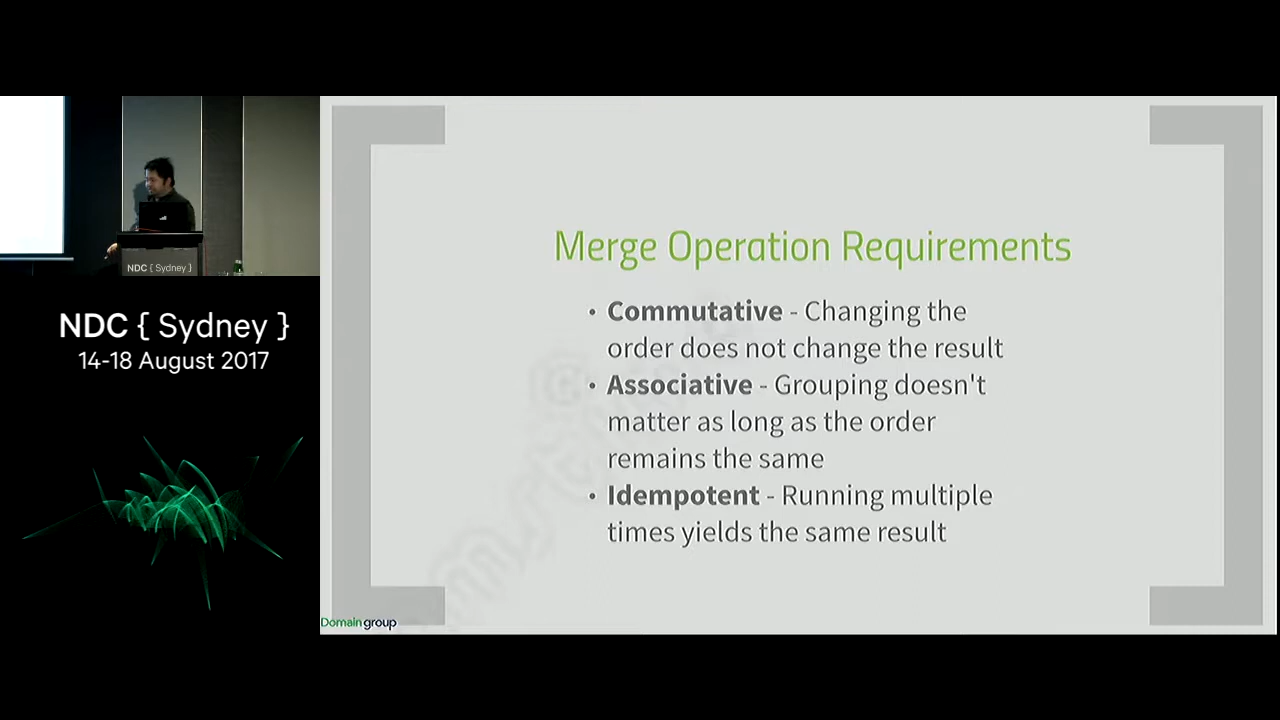 NDC { Sydney }
NDC { Sydney }
14-18 August 2017
Merge Operation Requirements
• Commutative - Changing the
order does not change the result
• Associative - Grouping doesn't
matter as long as the order
remains the same
• Idempotent - Running multiple
times yields the same result
Domaingroup